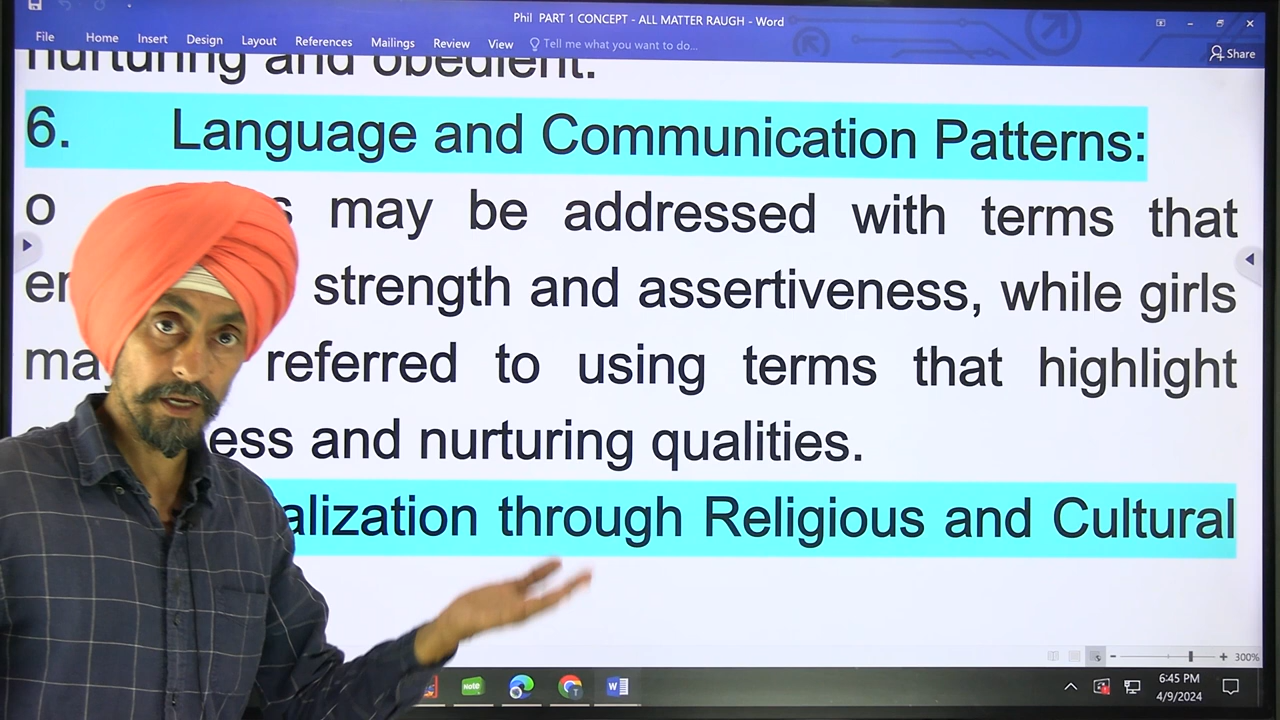 Phil PART 1 CONCEPT - ALL MATTER RAUGH - Word
File Home Insert Design Layout References Mailings Review View Tell me what you want to do... Share
nurturing and obedient.
6. Language and Communication Patterns:
o may be addressed with terms that
strength and assertiveness, while girls
referred to using terms that highlight
and nurturing qualities.
through Religious and Cultural
300%
Note
6:45 PM
4/9/2024